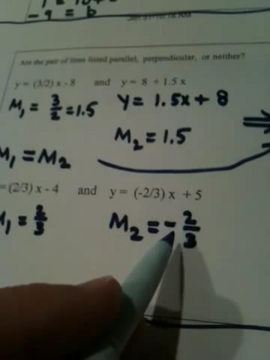 -9 = b
Are the pair of lines listed parallel, perpendicular, or neither?
y = (3/2) x - 8 and y = 8 + 1.5 x
M₁ = 3/2 = 1.5 y = 1.5x + 8
M₂ = 1.5
M₁ = M₂
=(2/3) x - 4 and y = (-2/3) x + 5
M₁ = 2/3 M₂ = -2/3